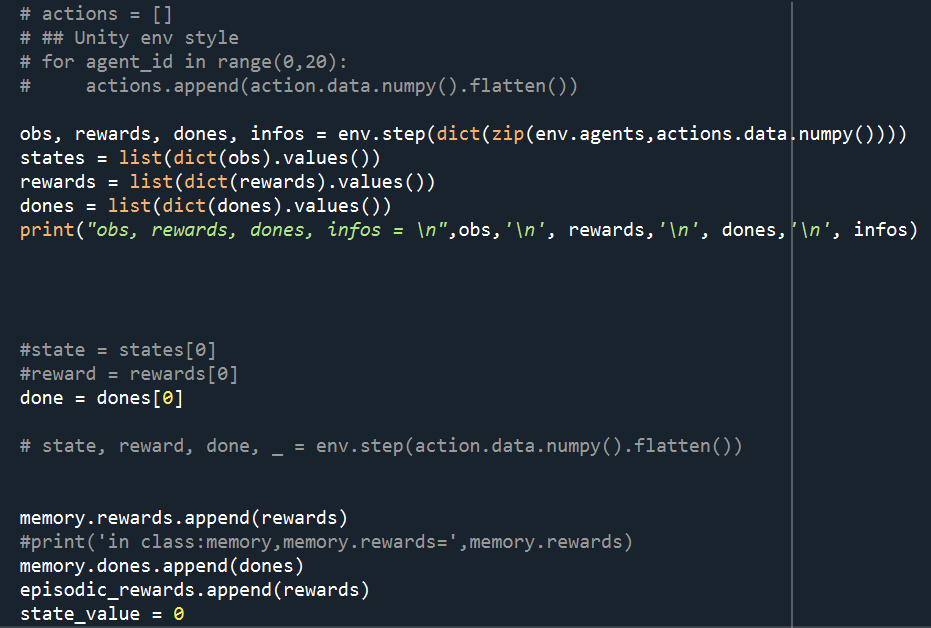 # actions = []
# ## Unity env style
# for agent_id in range(0,20):
#     actions.append(action.data.numpy().flatten())
obs, rewards, dones, infos = env.step(dict(zip(env.agents,actions.data.numpy())))
states = list(dict(obs).values())
rewards = list(dict(rewards).values())
dones = list(dict(dones).values())
print("obs, rewards, dones, infos = \n",obs,'\n', rewards,'\n', dones,'\n', infos)
#state = states[0]
#reward = rewards[0]
done = dones[0]
# state, reward, done, _ = env.step(action.data.numpy().flatten())
memory.rewards.append(rewards)
#print('in class:memory,memory.rewards=',memory.rewards)
memory.dones.append(dones)
episodic_rewards.append(rewards)
state_value = 0